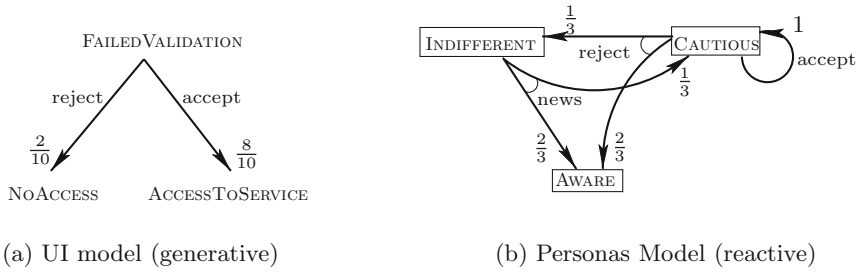 FAILEDVALIDATION
reject
accept
2/10
8/10
NOACCESS
ACCESSTOSERVICE
(a) UI model (generative)
1/3
INDIFFERENT
CAUTIOUS
1
reject
accept
news
1/3
2/3
2/3
AWARE
(b) Personas Model (reactive)